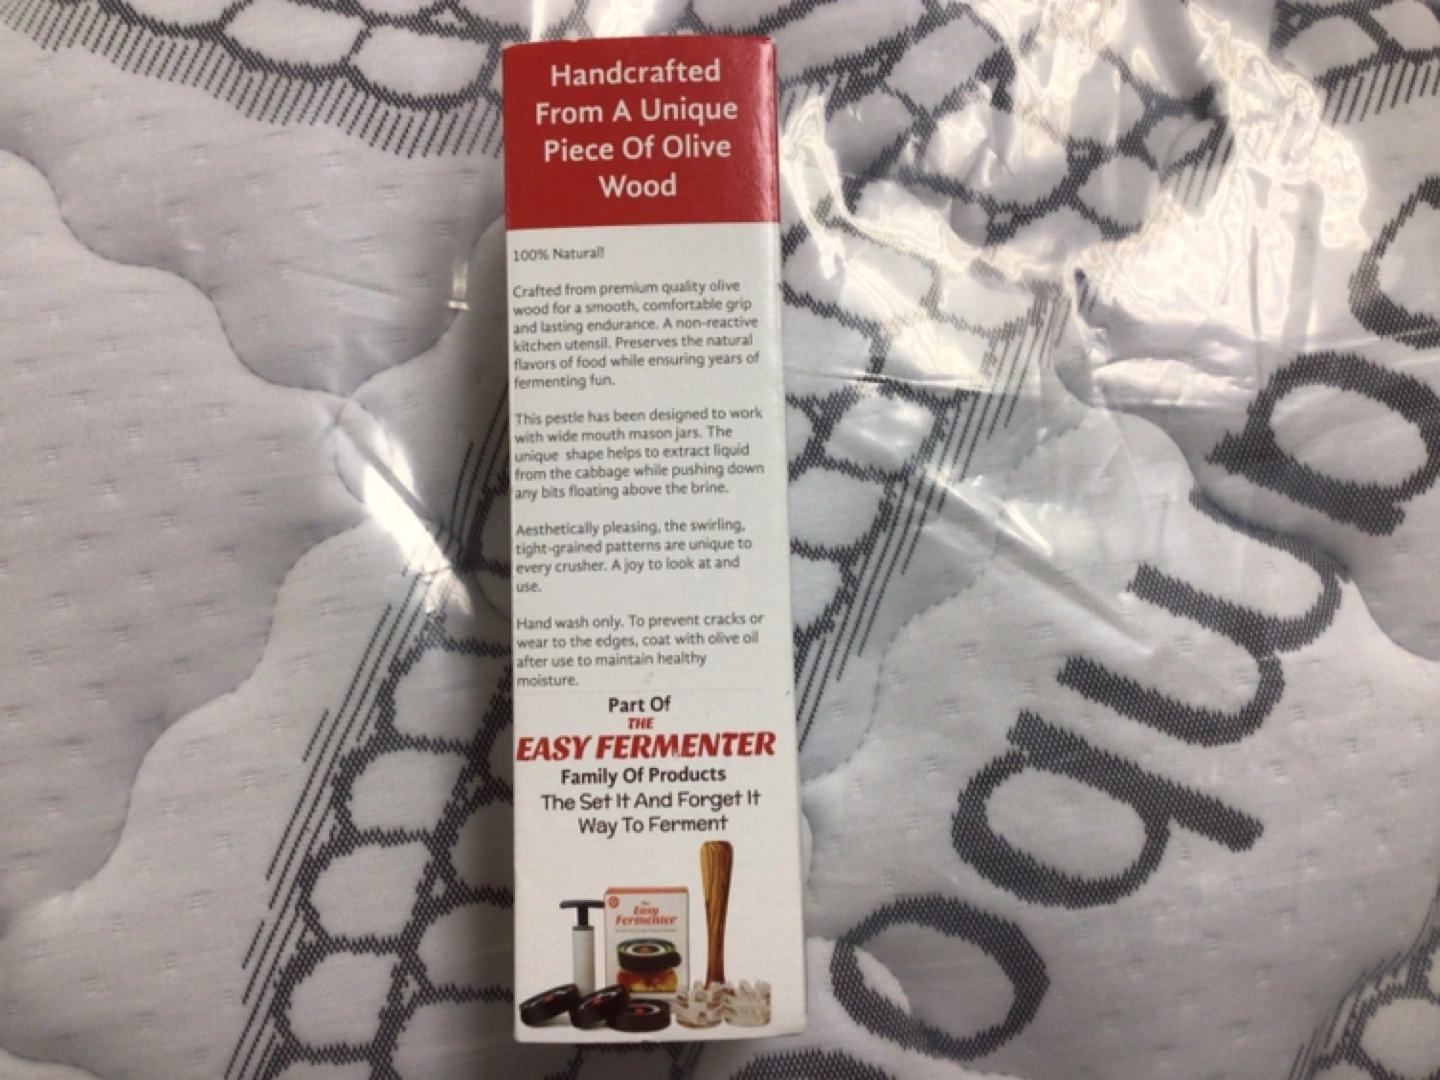 Handcrafted
From A Unique
Piece Of Olive
Wood
100% Natural!
Crafted from premium quality olive
wood for a smooth, comfortable grip
and lasting endurance. A non-reactive
kitchen utensil. Preserves the natural
flavors of food while ensuring years of
fermenting fun.
This pestle has been designed to work
with wide mouth mason jars. The
unique shape helps to extract liquid
from the cabbage while pushing down
any bits floating above the brine.
Aesthetically pleasing, the swirling,
tight-grained patterns are unique to
every crusher. A joy to look at and
use.
Hand wash only. To prevent cracks or
wear to the edges, coat with olive oil
after use to maintain healthy
moisture.
Part Of
THE
EASY FERMENTER
Family Of Products
The Set It And Forget It
Way To Ferment
The
Easy
Fermenter